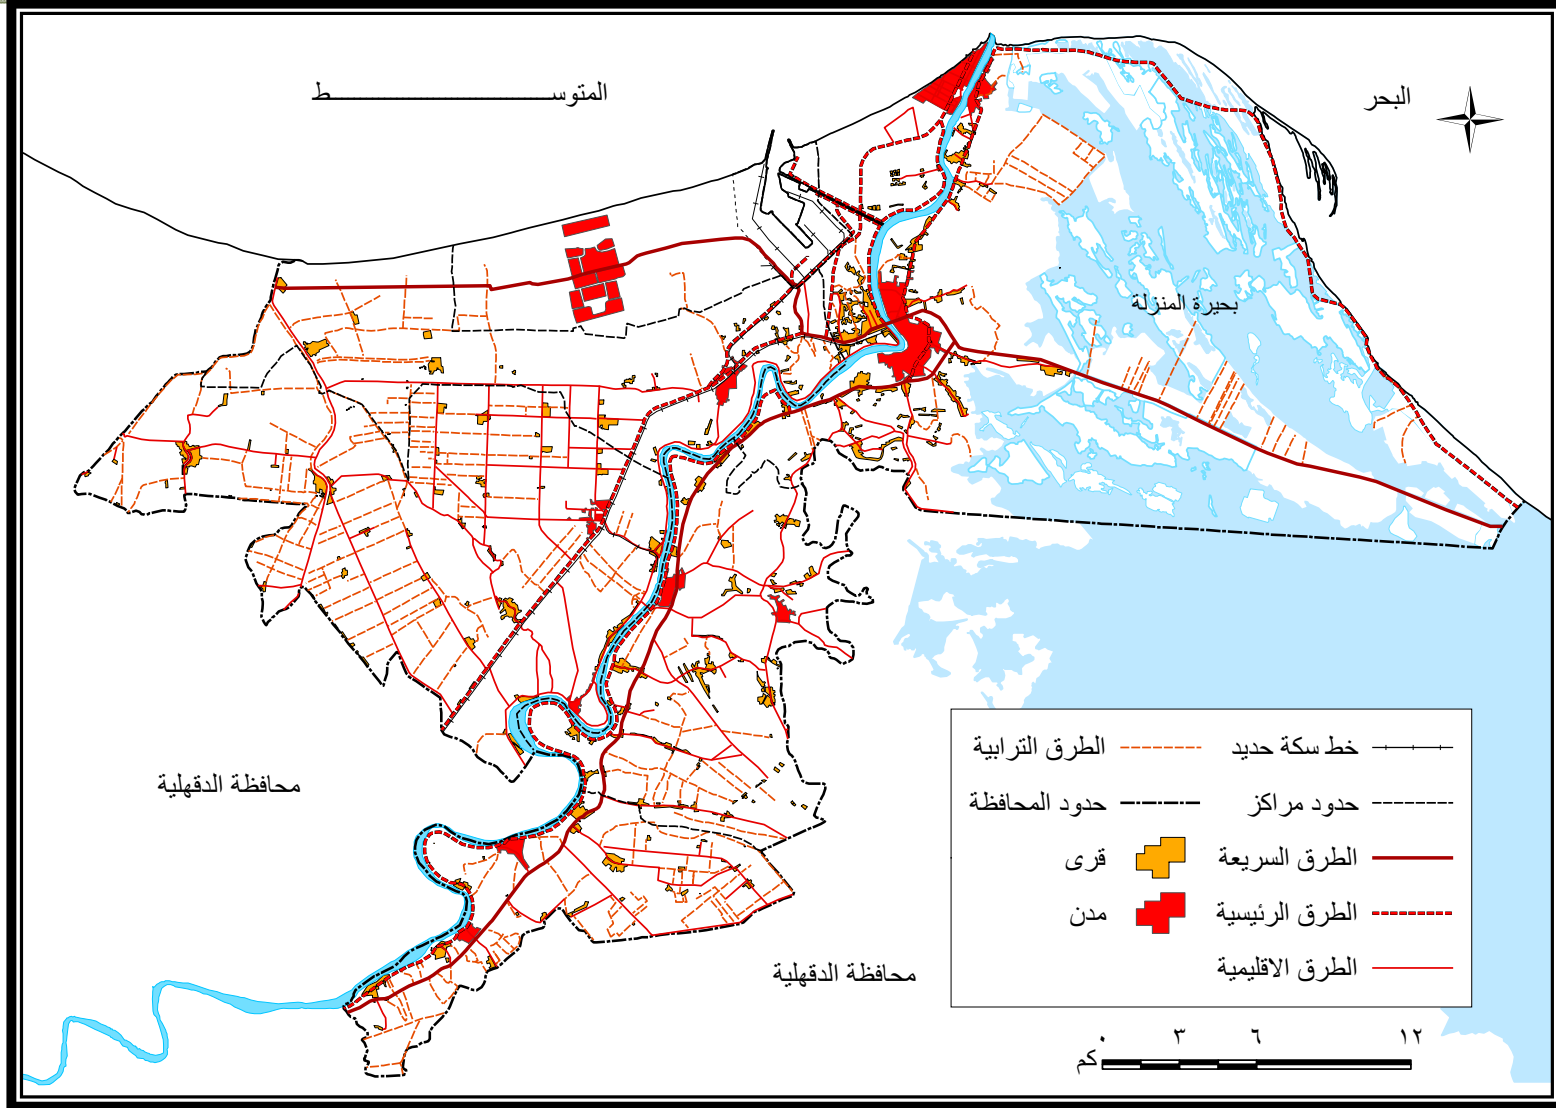 البحر
المتوســـــــــــــط
بحيرة المنزلة
محافظة الدقهلية
محافظة الدقهلية
خط سكة حديد
الطرق الترابية
حدود مراكز
حدود المحافظة
الطرق السريعة
قرى
الطرق الرئيسية
مدن
الطرق الاقليمية
٠ ٣ ٦ ١٢
كم